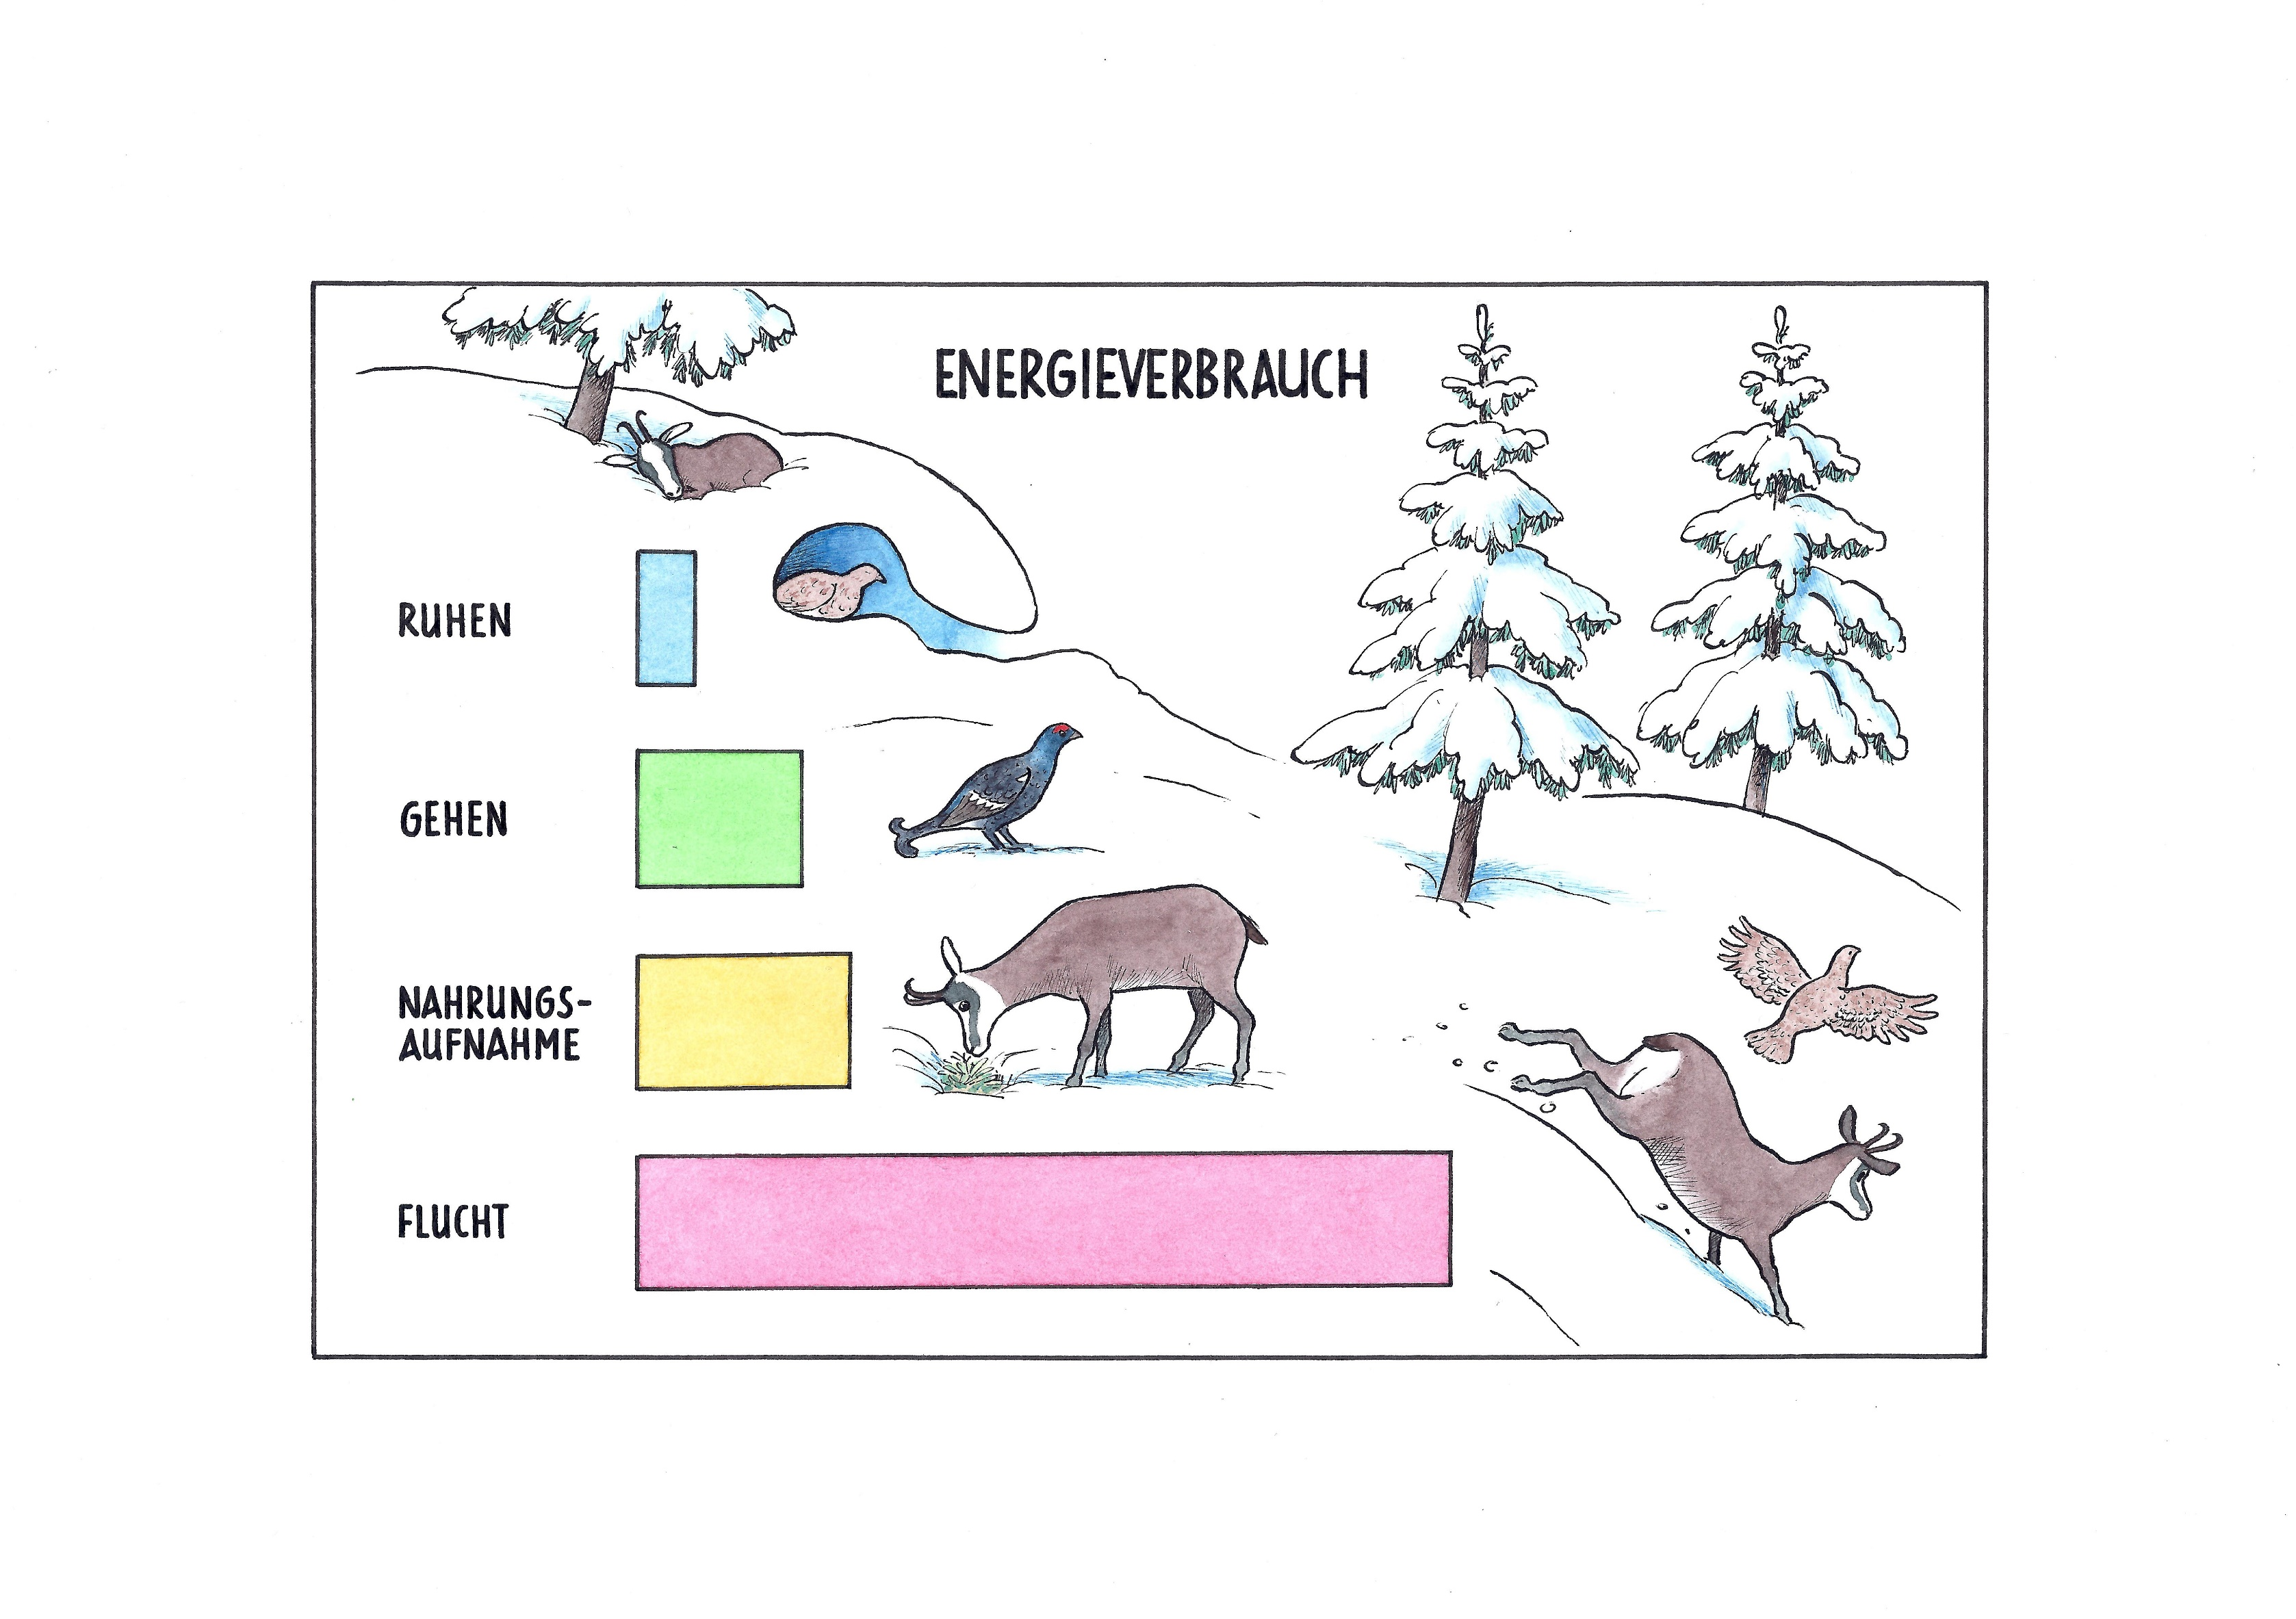 ENERGIEVERBRAUCH
RUHEN
GEHEN
NAHRUNGS-
AUFNAHME
FLUCHT